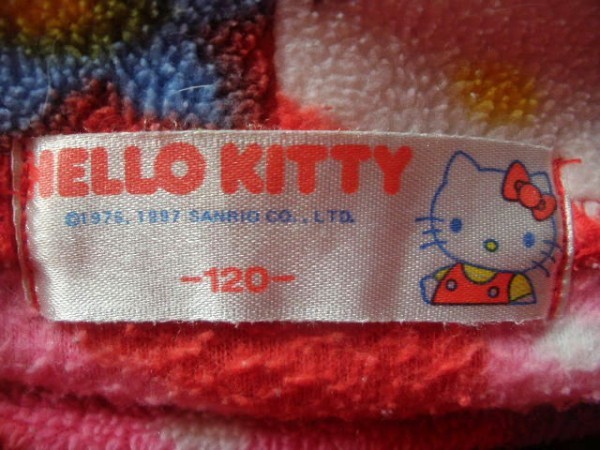 HELLO KITTY
©1976, 1997 SANRIO CO., LTD.
-120-